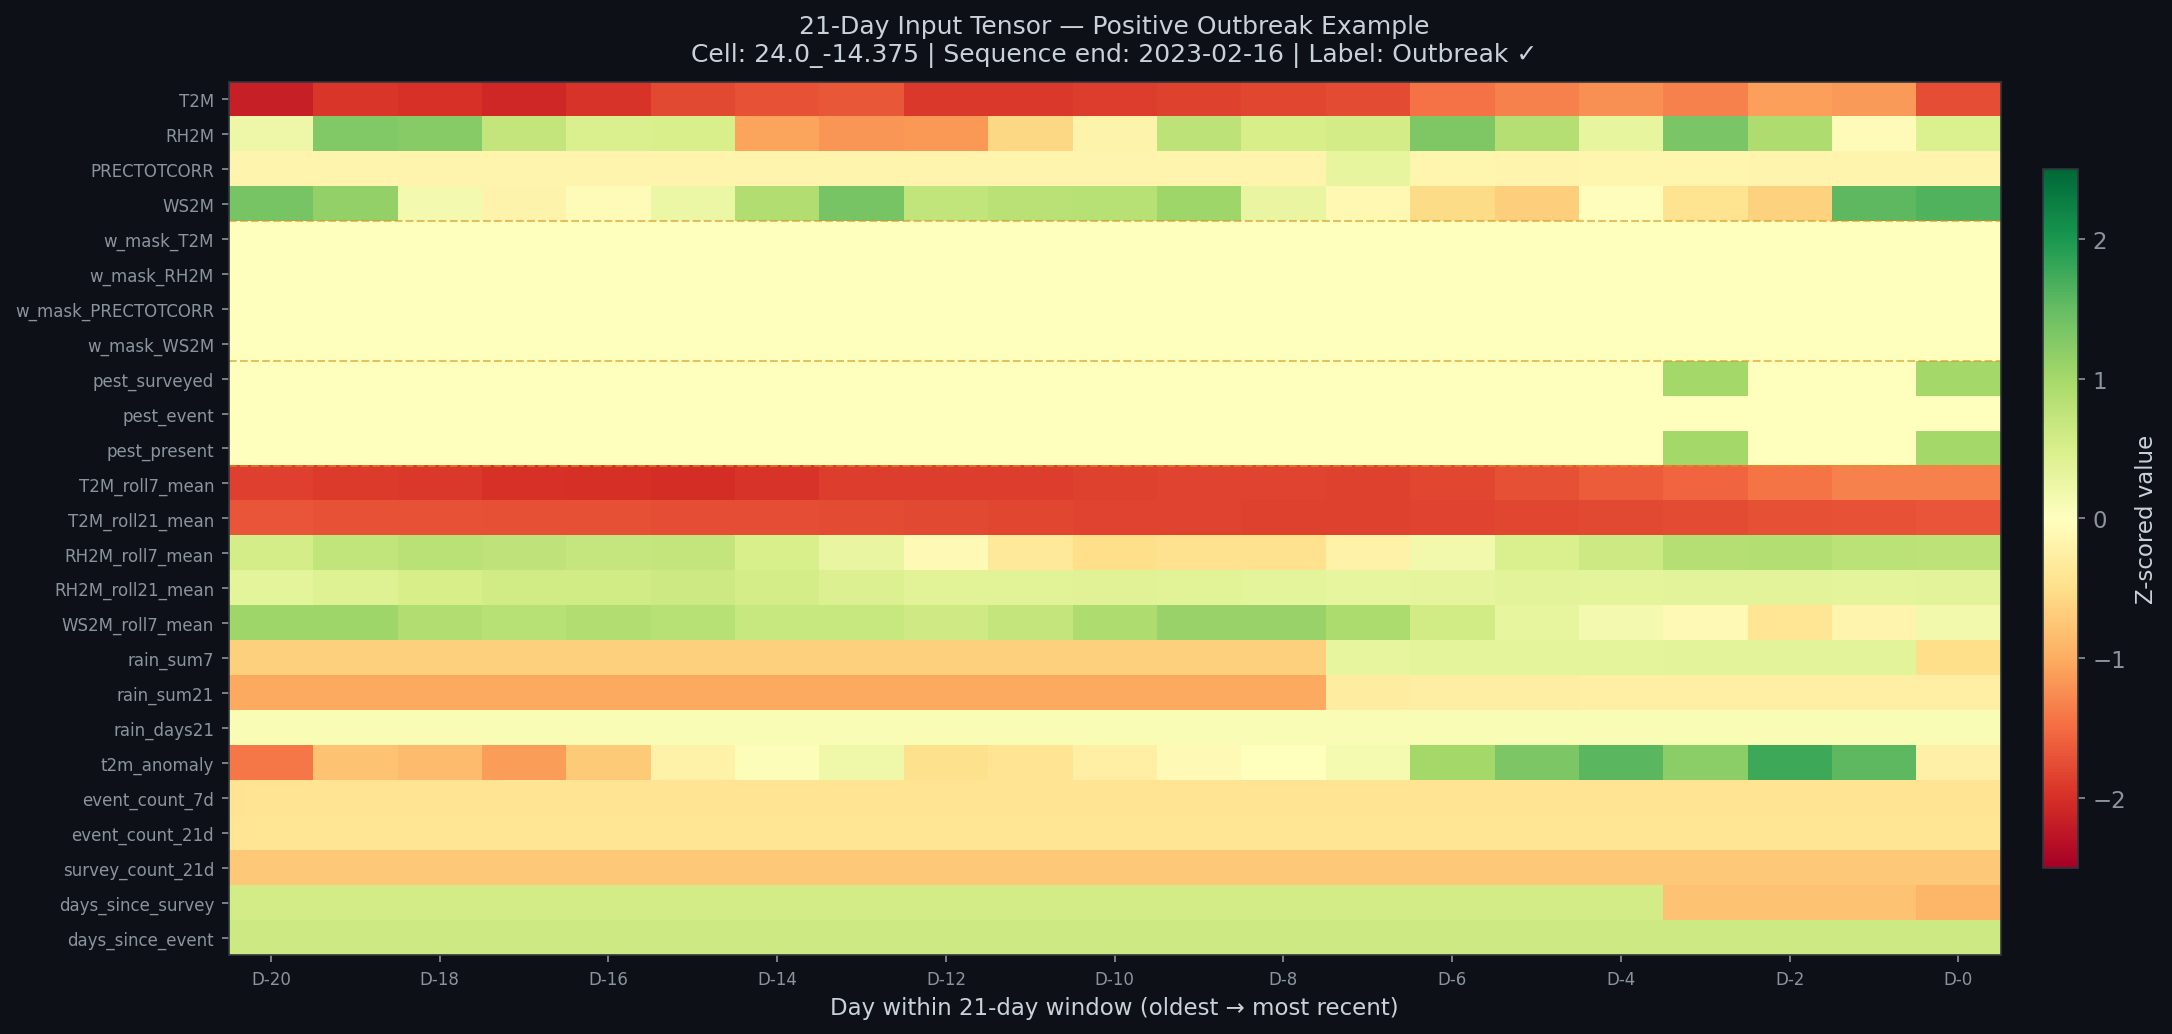 21-Day Input Tensor — Positive Outbreak Example
Cell: 24.0_-14.375 | Sequence end: 2023-02-16 | Label: Outbreak ✓
T2M
RH2M
PRECTOTCORR
WS2M
w_mask_T2M
w_mask_RH2M
w_mask_PRECTOTCORR
w_mask_WS2M
pest_surveyed
pest_event
pest_present
T2M_roll7_mean
T2M_roll21_mean
RH2M_roll7_mean
RH2M_roll21_mean
WS2M_roll7_mean
rain_sum7
rain_sum21
rain_days21
t2m_anomaly
event_count_7d
event_count_21d
survey_count_21d
days_since_survey
days_since_event
D-20 D-18 D-16 D-14 D-12 D-10 D-8 D-6 D-4 D-2 D-0
Day within 21-day window (oldest → most recent)
2
1
0
−1
−2
Z-scored value